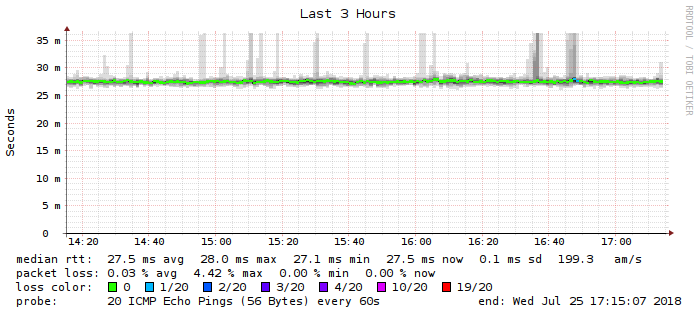 Last 3 Hours
RRDTOOL / TOBI OETIKER
Seconds
35 m
30 m
25 m
20 m
15 m
10 m
5 m
0
14:20 14:40 15:00 15:20 15:40 16:00 16:20 16:40 17:00
median rtt: 27.5 ms avg 28.0 ms max 27.1 ms min 27.5 ms now 0.1 ms sd 199.3 am/s
packet loss: 0.03 % avg 4.42 % max 0.00 % min 0.00 % now
loss color: 0 1/20 2/20 3/20 4/20 10/20 19/20
probe: 20 ICMP Echo Pings (56 Bytes) every 60s end: Wed Jul 25 17:15:07 2018